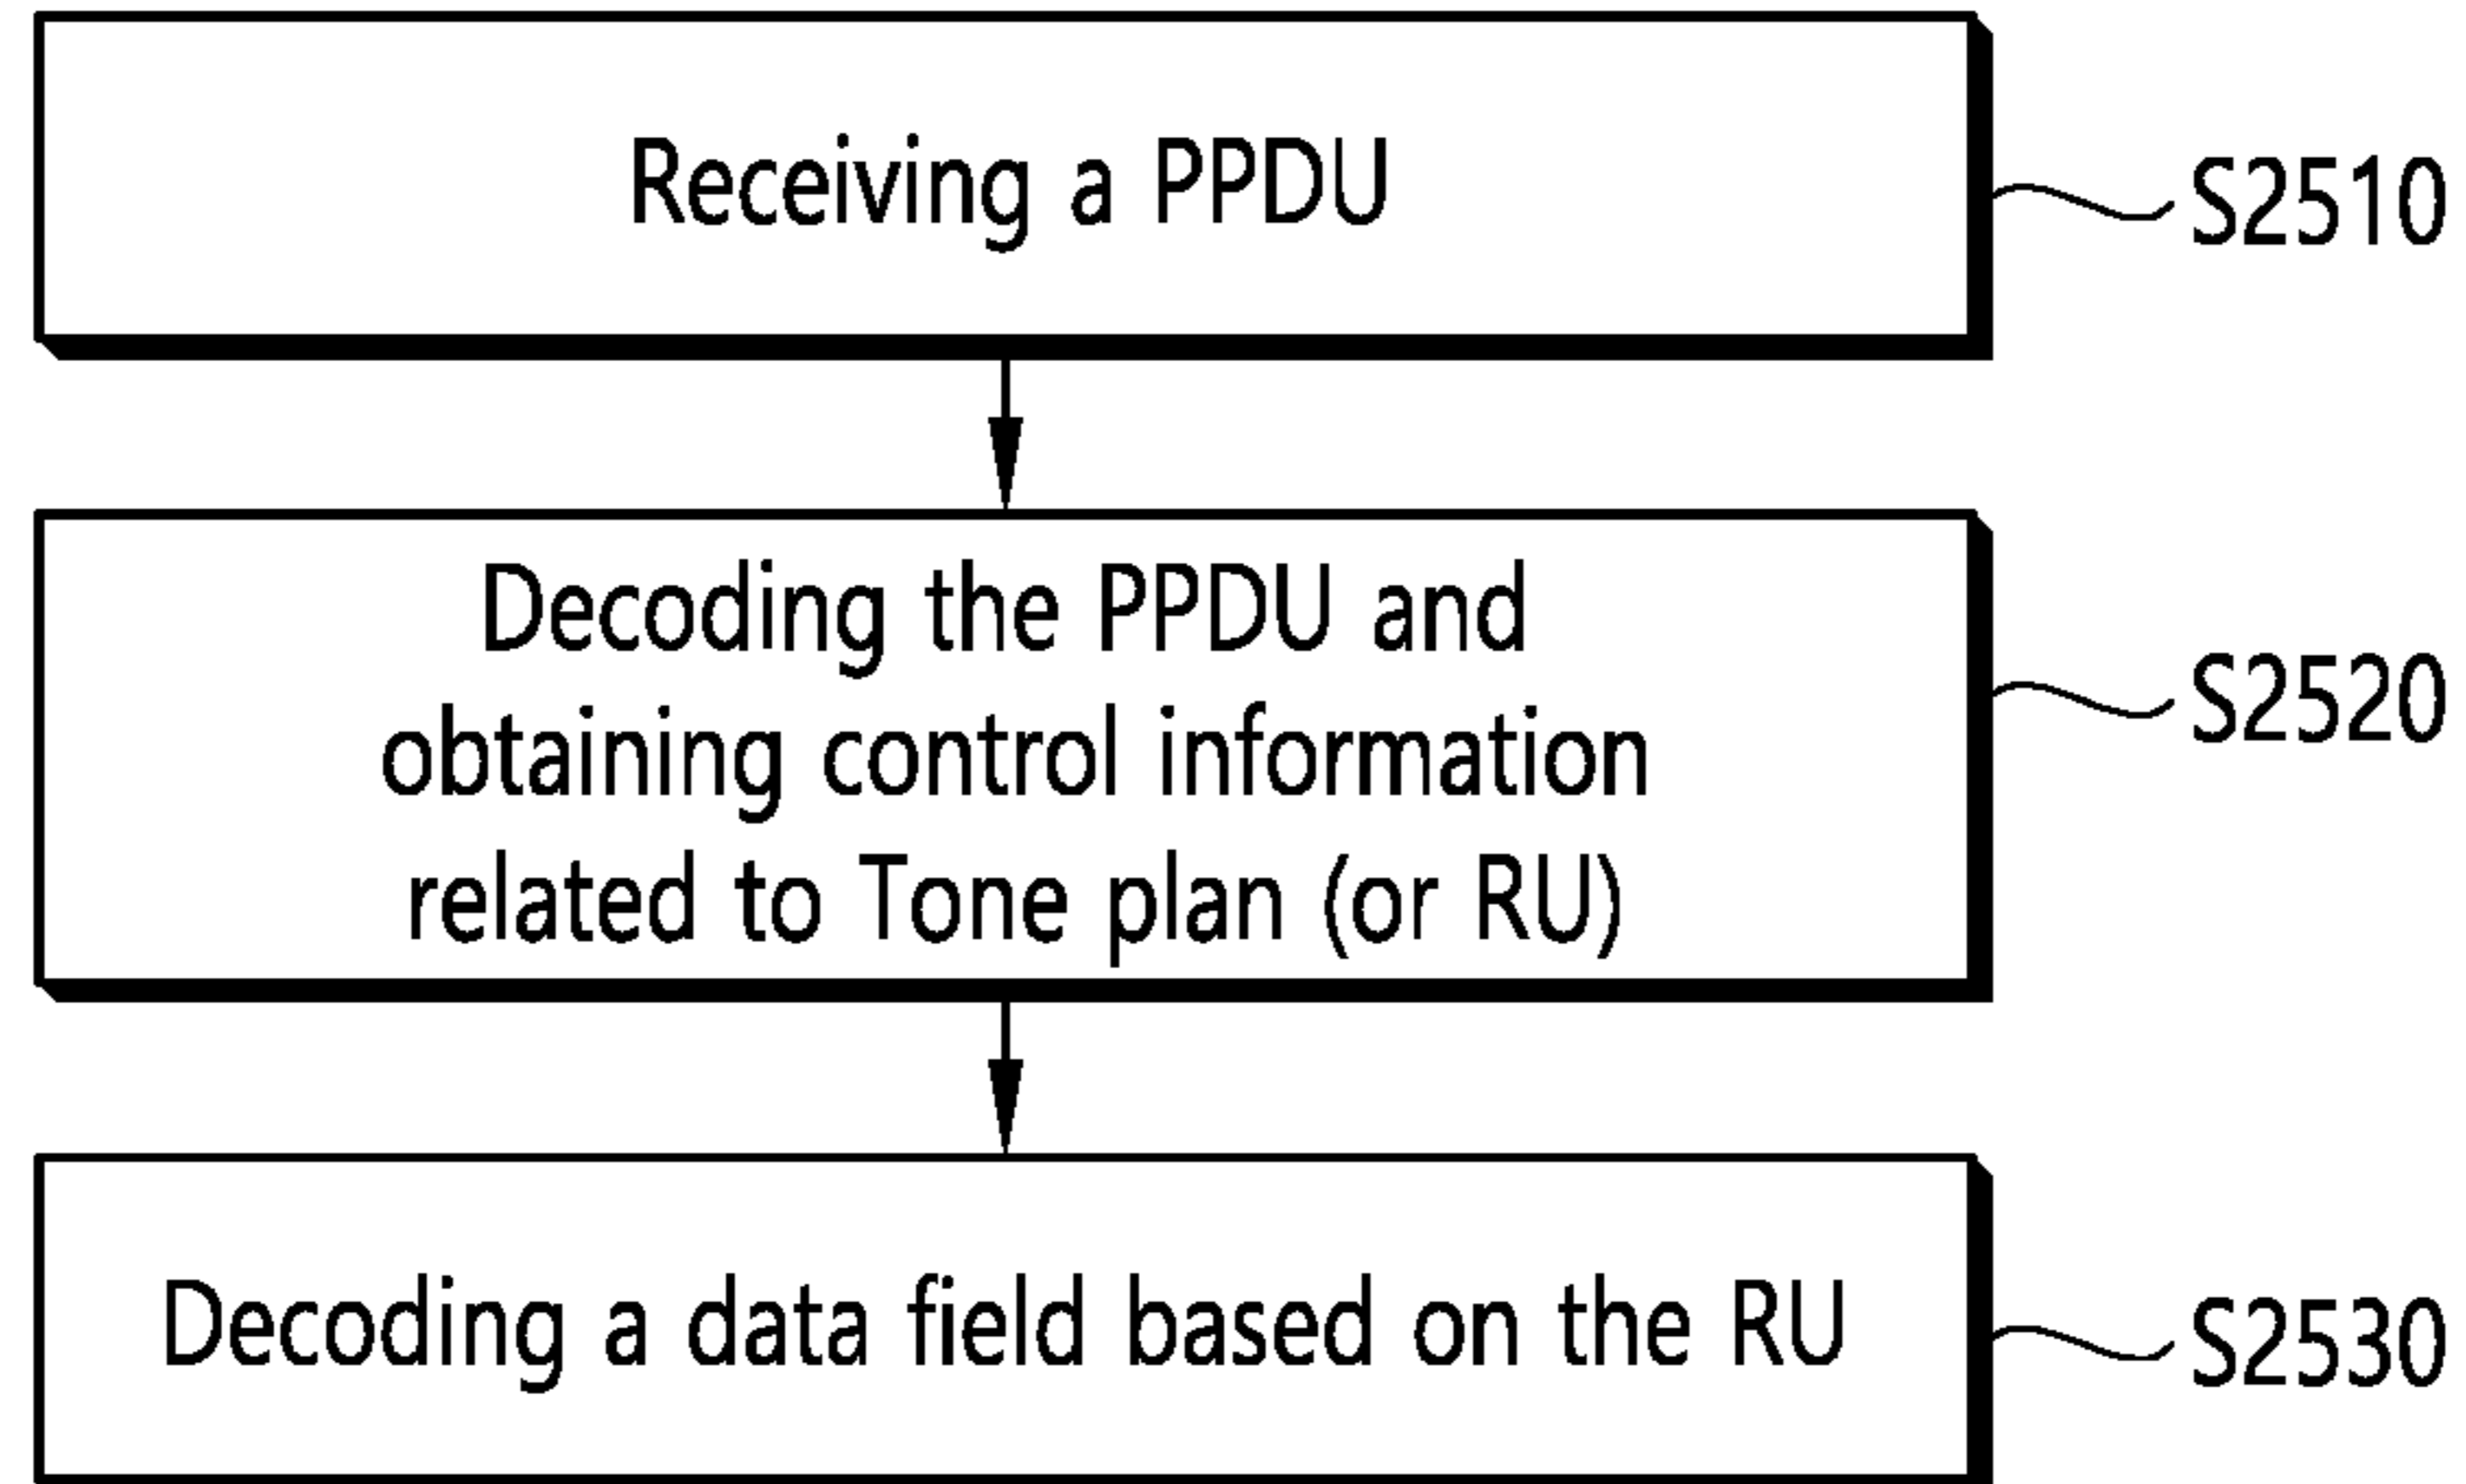 Receiving a PPDU
S2510
Decoding the PPDU and
obtaining control information
related to Tone plan (or RU)
S2520
Decoding a data field based on the RU
S2530